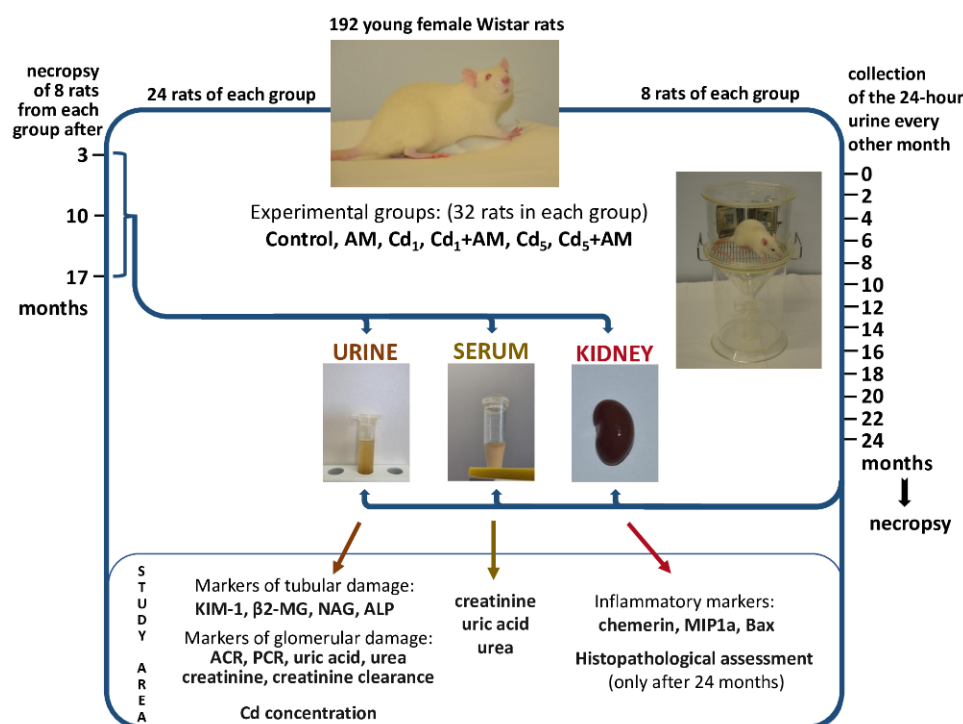 192 young female Wistar rats
necropsy
of 8 rats
from each
group after
3
10
17
months
24 rats of each group
8 rats of each group
collection
of the 24-hour
urine every
other month
0
2
4
6
8
10
12
14
16
18
20
22
24
months
necropsy
Experimental groups: (32 rats in each group)
Control, AM, Cd₁, Cd₁+AM, Cd₅, Cd₅+AM
URINE
SERUM
KIDNEY
STUDY AREA
Markers of tubular damage:
KIM-1, β2-MG, NAG, ALP
Markers of glomerular damage:
ACR, PCR, uric acid, urea
creatinine, creatinine clearance
Cd concentration
creatinine
uric acid
urea
Inflammatory markers:
chemerin, MIP1a, Bax
Histopathological assessment
(only after 24 months)